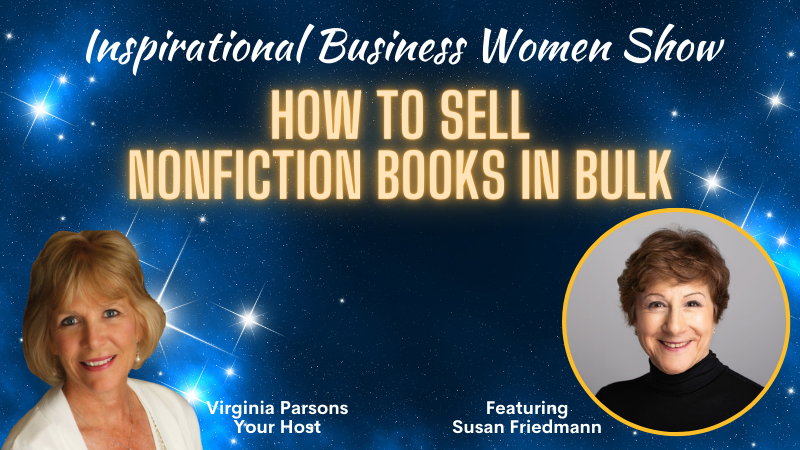 Inspirational Business Women Show
HOW TO SELL
NONFICTION BOOKS IN BULK
Virginia Parsons
Your Host
Featuring
Susan Friedmann